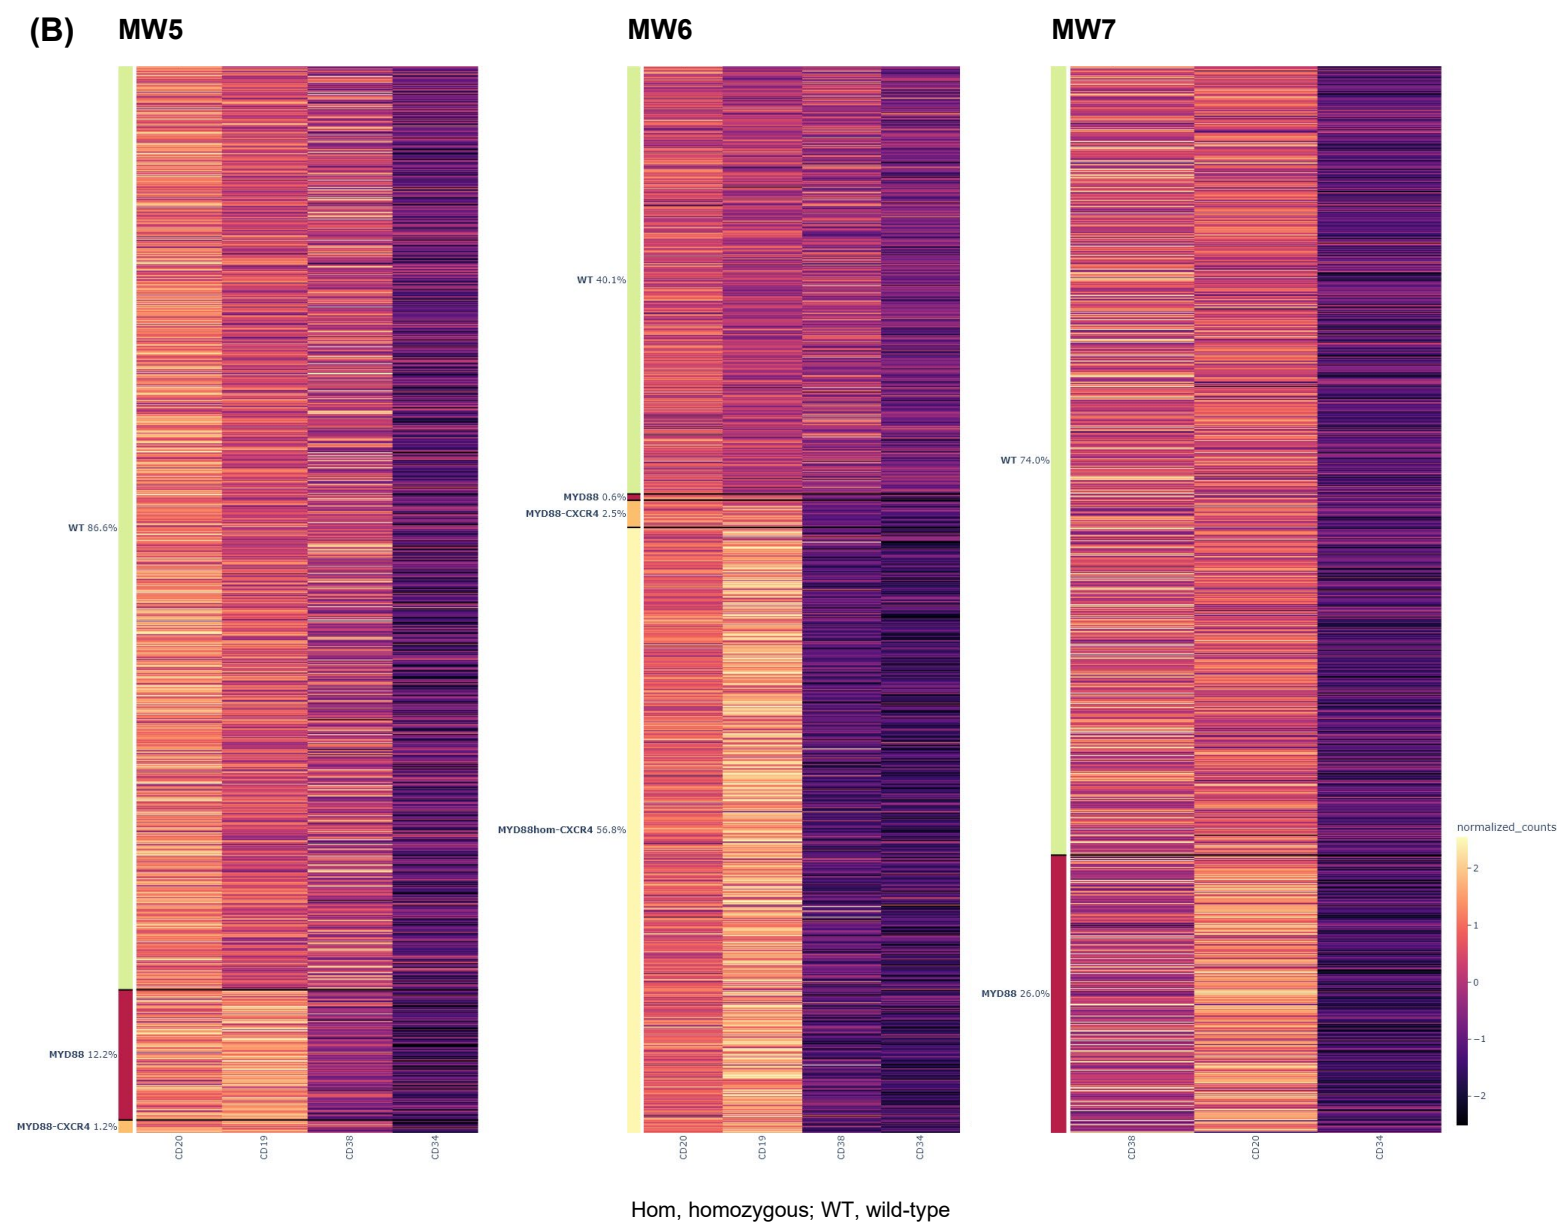 (B) MW5 MW6 MW7
WT 86.6%
MYD88 12.2%
MYD88-CXCR4 1.2%
CD20 CD19 CD38 CD34
WT 40.1%
MYD88 0.6%
MYD88-CXCR4 2.5%
MYD88hom-CXCR4 56.8%
CD20 CD19 CD38 CD34
WT 74.0%
MYD88 26.0%
CD38 CD20 CD34
normalized_counts
2
1
0
−1
−2
Hom, homozygous; WT, wild-type